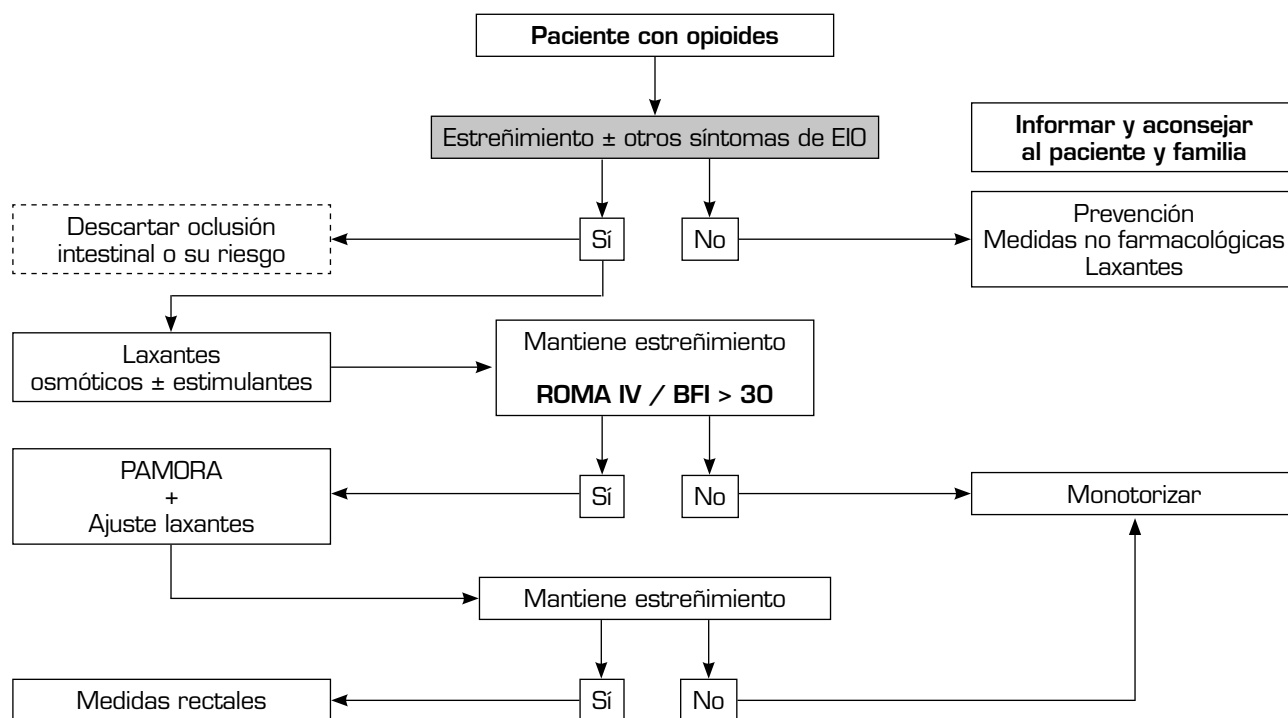 Paciente con opioides
Estreñimiento ± otros síntomas de EIO
Informar y aconsejar
al paciente y familia
Descartar oclusión
intestinal o su riesgo
Sí
No
Prevención
Medidas no farmacológicas
Laxantes
Laxantes
osmóticos ± estimulantes
Mantiene estreñimiento
ROMA IV / BFI > 30
PAMORA
+
Ajuste laxantes
Sí
No
Monotorizar
Mantiene estreñimiento
Medidas rectales
Sí
No